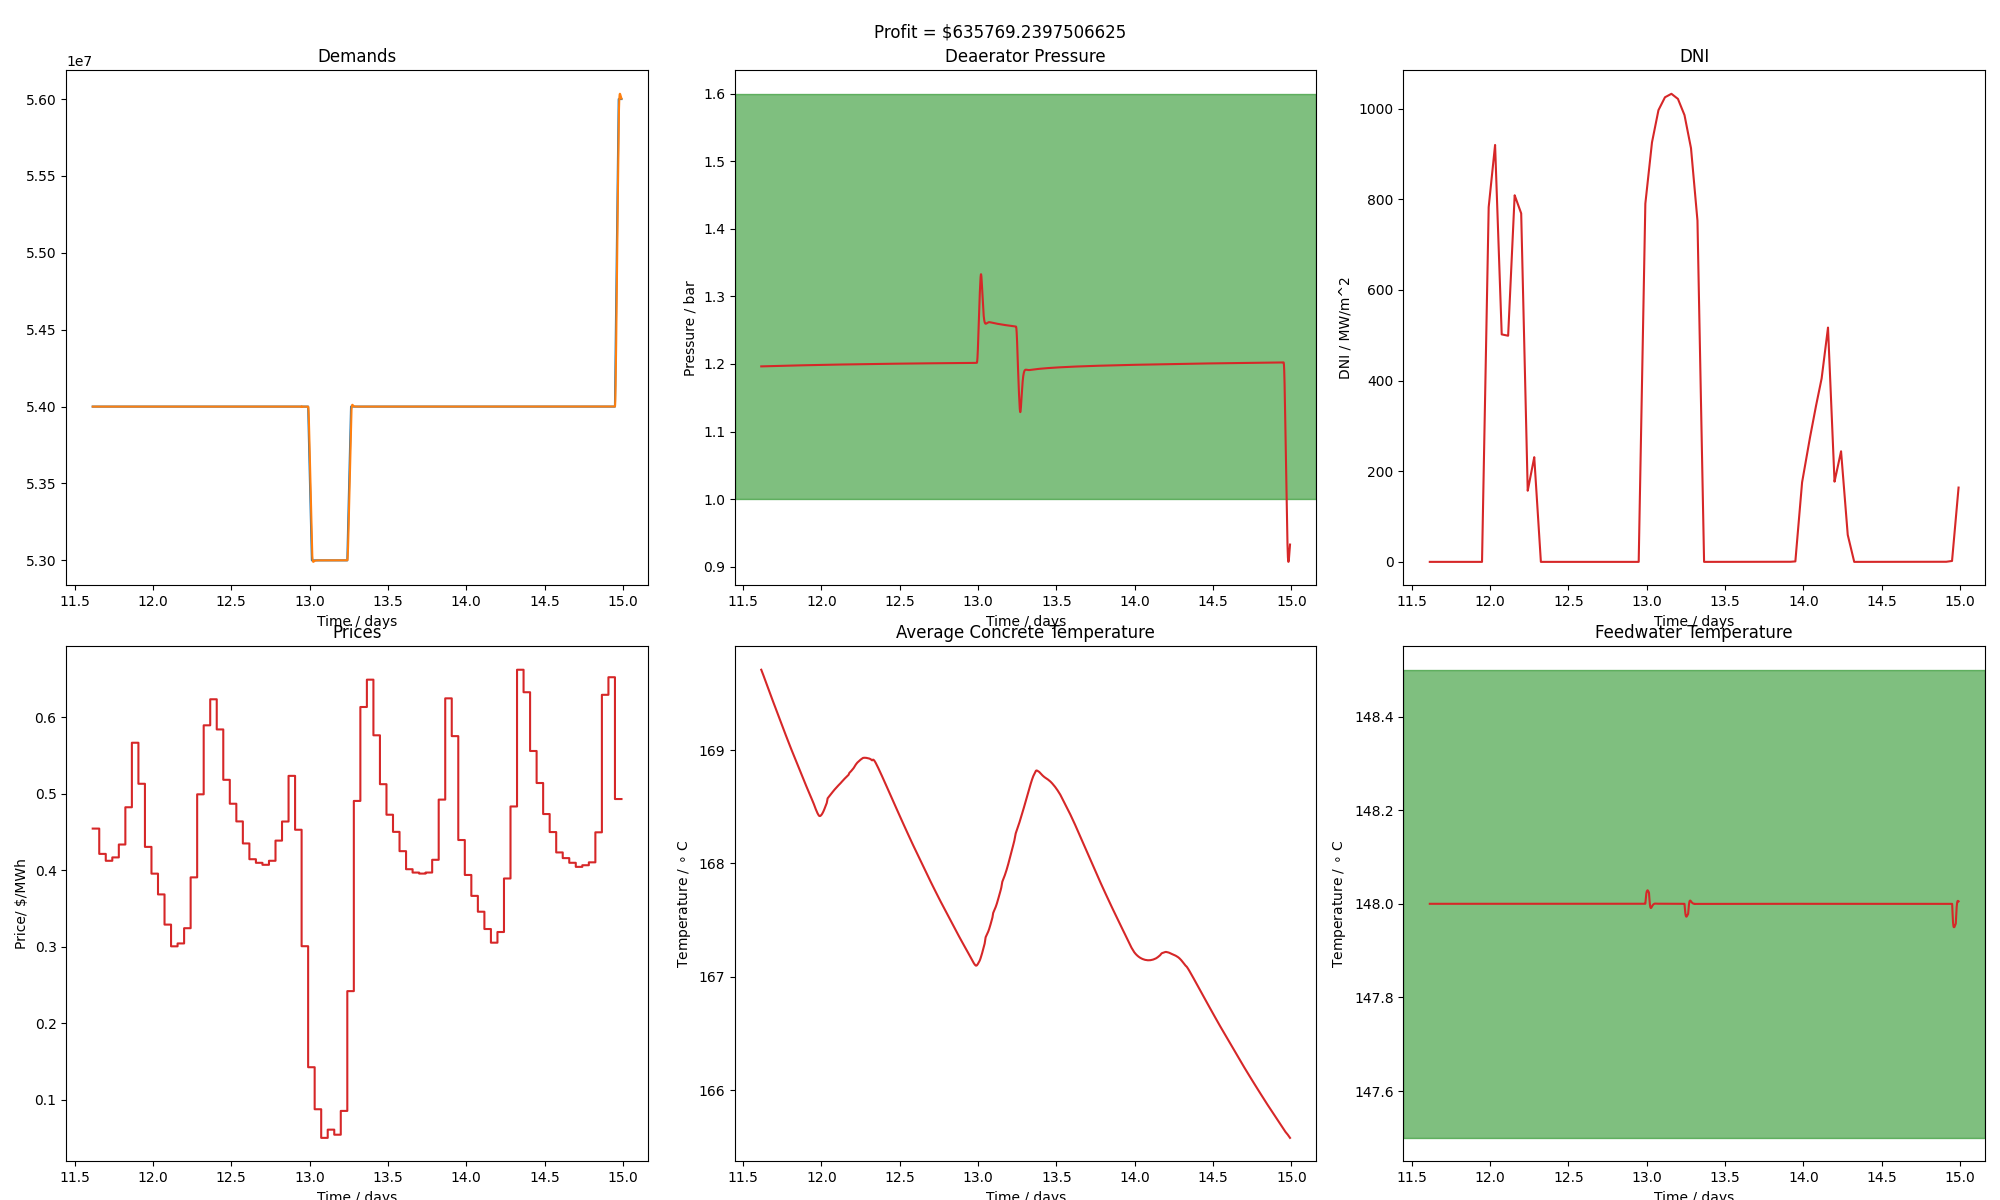 Profit = $635769.2397506625
Demands
1e7
5.60
5.55
5.50
5.45
5.40
5.35
5.30
11.5 12.0 12.5 13.0 13.5 14.0 14.5 15.0
Time / days
Deaerator Pressure
Pressure / bar
1.6
1.5
1.4
1.3
1.2
1.1
1.0
0.9
11.5 12.0 12.5 13.0 13.5 14.0 14.5 15.0
Time / days
DNI
DNI / MW/m^2
1000
800
600
400
200
0
11.5 12.0 12.5 13.0 13.5 14.0 14.5 15.0
Time / days
Prices
Price/ $/MWh
0.6
0.5
0.4
0.3
0.2
0.1
11.5 12.0 12.5 13.0 13.5 14.0 14.5 15.0
Time / days
Average Concrete Temperature
Temperature / ∘ C
169
168
167
166
11.5 12.0 12.5 13.0 13.5 14.0 14.5 15.0
Time / days
Feedwater Temperature
Temperature / ∘ C
148.4
148.2
148.0
147.8
147.6
11.5 12.0 12.5 13.0 13.5 14.0 14.5 15.0
Time / days